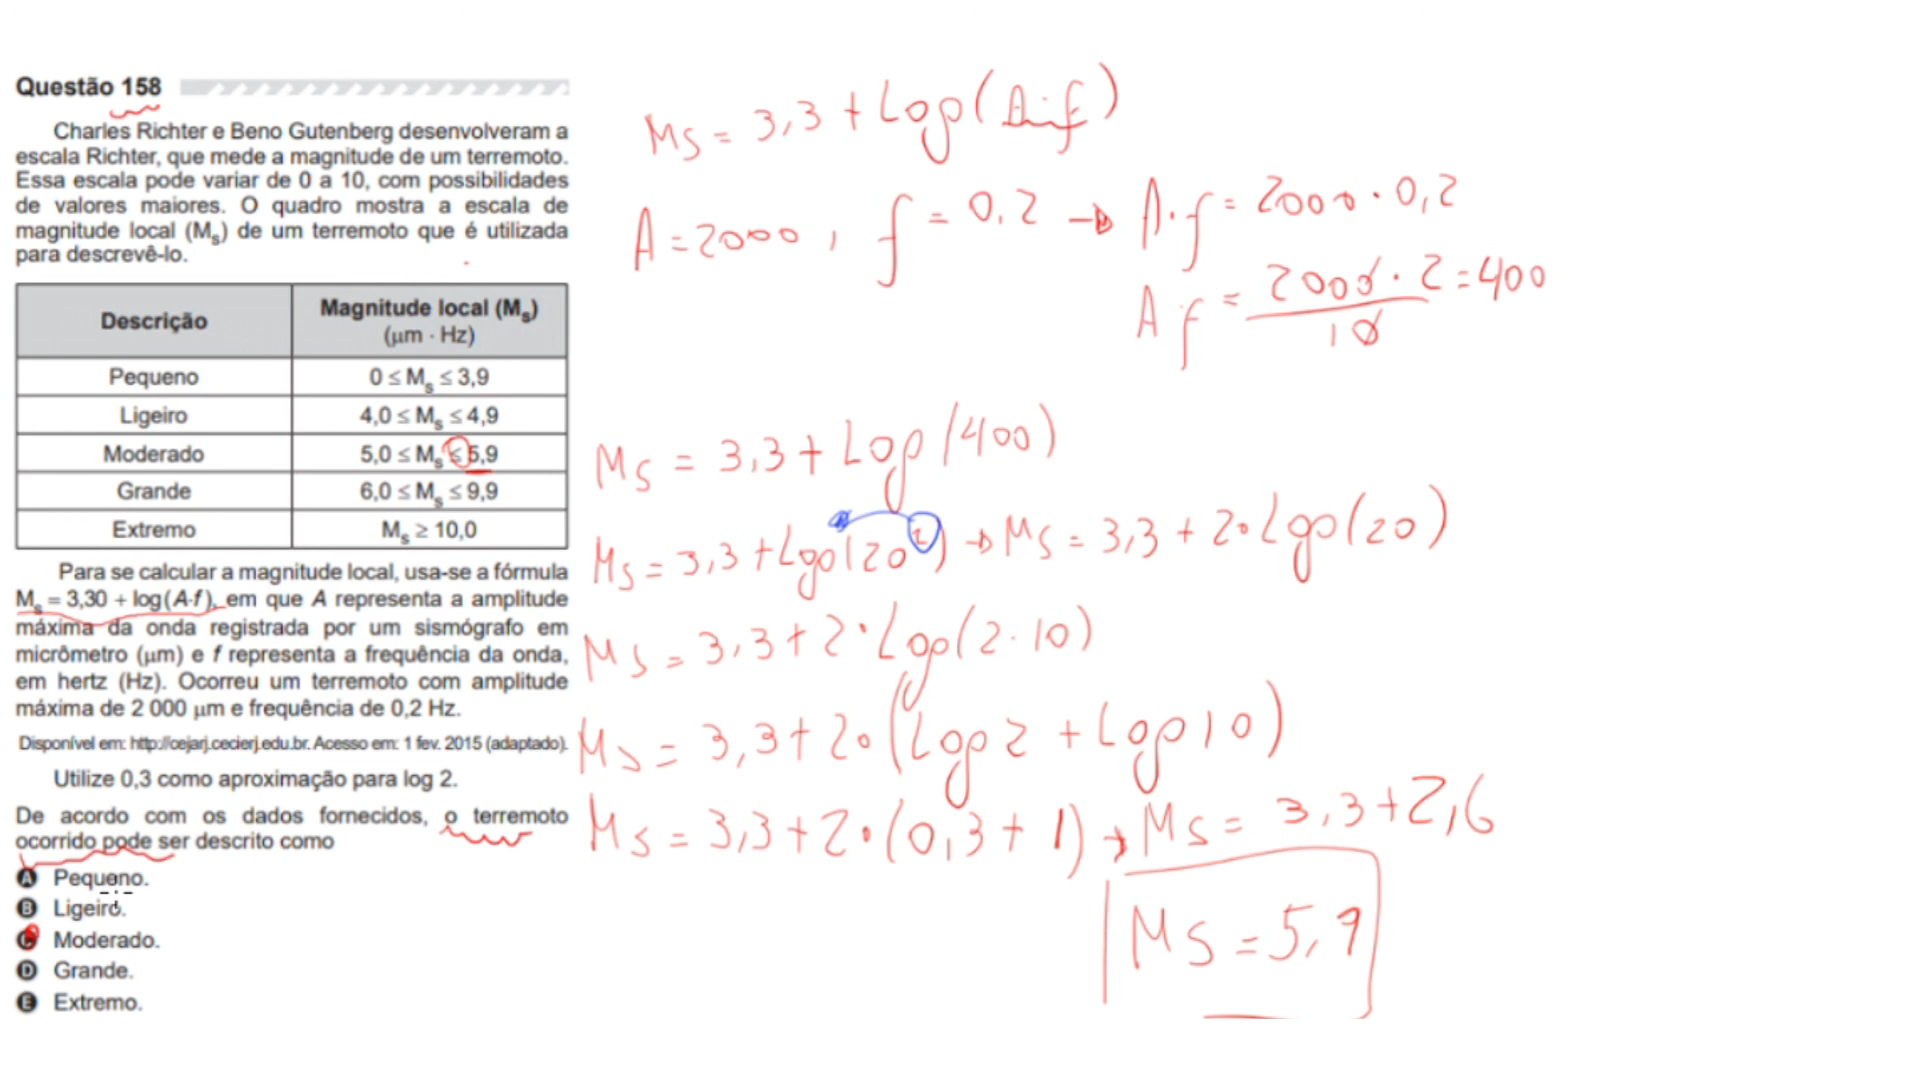 Questão 158
Charles Richter e Beno Gutenberg desenvolveram a
escala Richter, que mede a magnitude de um terremoto.
Essa escala pode variar de 0 a 10, com possibilidades
de valores maiores. O quadro mostra a escala de
magnitude local (Ms) de um terremoto que é utilizada
para descrevê-lo.
Descrição
Magnitude local (Ms)
(μm · Hz)
Pequeno
0 ≤ Ms ≤ 3,9
Ligeiro
4,0 ≤ Ms ≤ 4,9
Moderado
5,0 ≤ Ms ≤ 5,9
Grande
6,0 ≤ Ms ≤ 9,9
Extremo
Ms ≥ 10,0
Para se calcular a magnitude local, usa-se a fórmula
Ms = 3,30 + log(A·f), em que A representa a amplitude
máxima da onda registrada por um sismógrafo em
micrômetro (μm) e f representa a frequência da onda,
em hertz (Hz). Ocorreu um terremoto com amplitude
máxima de 2 000 μm e frequência de 0,2 Hz.
Disponível em: http://cejarj.cecierj.edu.br. Acesso em: 1 fev. 2015 (adaptado).
Utilize 0,3 como aproximação para log 2.
De acordo com os dados fornecidos, o terremoto
ocorrido pode ser descrito como
A Pequeno.
B Ligeiro.
C Moderado.
D Grande.
E Extremo.
Ms = 3,3 + Log(A·f)
A = 2000, f = 0,2 → A·f = 2000 · 0,2
A f = 2000 · 2 = 400
10
Ms = 3,3 + Log(400)
Ms = 3,3 + Log(20²) → Ms = 3,3 + 2·Log(20)
Ms = 3,3 + 2·Log(2·10)
Ms = 3,3 + 2·(Log 2 + Log 10)
Ms = 3,3 + 2·(0,3 + 1) → Ms = 3,3 + 2,6
Ms = 5,9